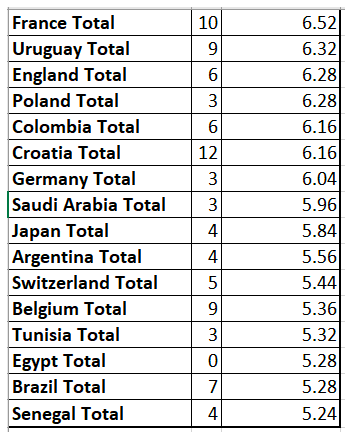 France Total 10 6.52
Uruguay Total 9 6.32
England Total 6 6.28
Poland Total 3 6.28
Colombia Total 6 6.16
Croatia Total 12 6.16
Germany Total 3 6.04
Saudi Arabia Total 3 5.96
Japan Total 4 5.84
Argentina Total 4 5.56
Switzerland Total 5 5.44
Belgium Total 9 5.36
Tunisia Total 3 5.32
Egypt Total 0 5.28
Brazil Total 7 5.28
Senegal Total 4 5.24